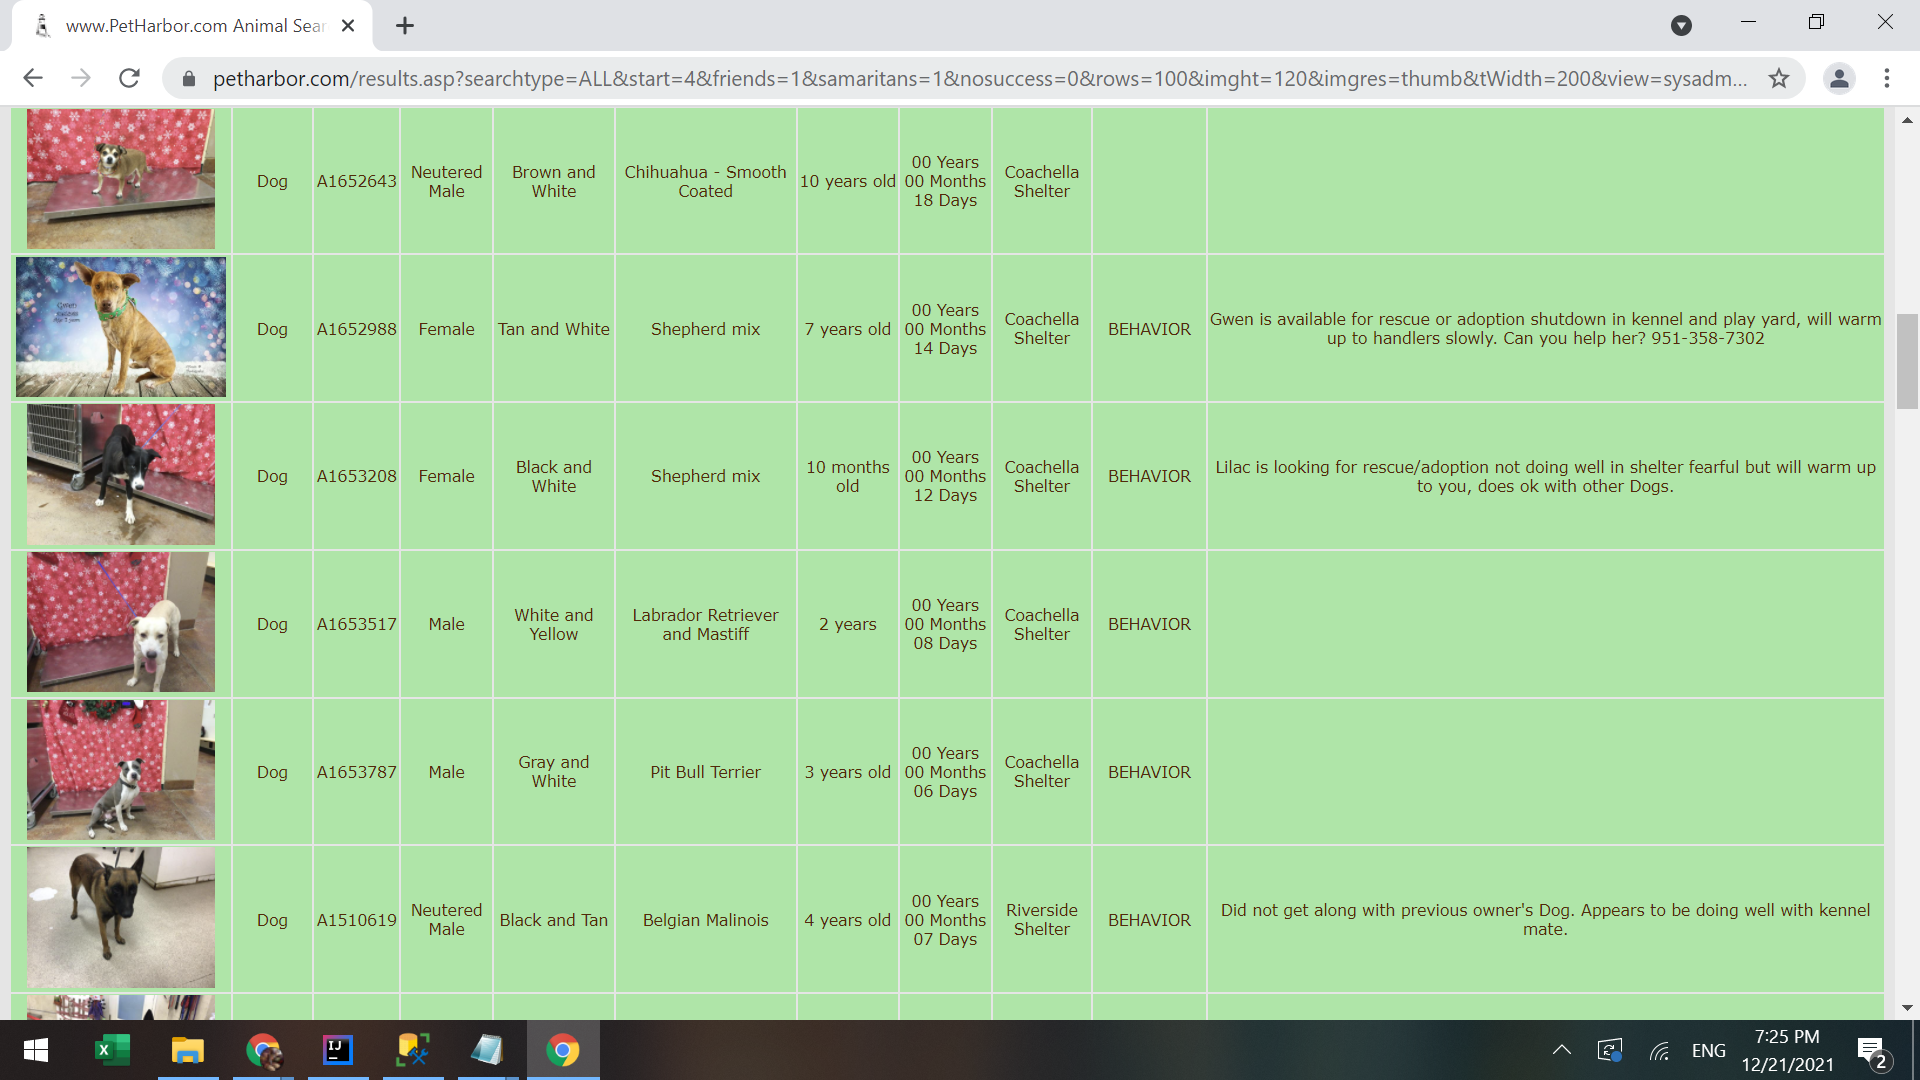 www.PetHarbor.com Animal Sear
petharbor.com/results.asp?searchtype=ALL&start=4&friends=1&samaritans=1&nosuccess=0&rows=100&imght=120&imgres=thumb&tWidth=200&view=sysadm...
Dog
A1652643
Neutered
Male
Brown and
White
Chihuahua - Smooth
Coated
10 years old
00 Years
00 Months
18 Days
Coachella
Shelter
Gwen
Dog
A1652988
Female
Tan and White
Shepherd mix
7 years old
00 Years
00 Months
14 Days
Coachella
Shelter
BEHAVIOR
Gwen is available for rescue or adoption shutdown in kennel and play yard, will warm
up to handlers slowly. Can you help her? 951-358-7302
Dog
A1653208
Female
Black and
White
Shepherd mix
10 months
old
00 Years
00 Months
12 Days
Coachella
Shelter
BEHAVIOR
Lilac is looking for rescue/adoption not doing well in shelter fearful but will warm up
to you, does ok with other Dogs.
Dog
A1653517
Male
White and
Yellow
Labrador Retriever
and Mastiff
2 years
00 Years
00 Months
08 Days
Coachella
Shelter
BEHAVIOR
Dog
A1653787
Male
Gray and
White
Pit Bull Terrier
3 years old
00 Years
00 Months
06 Days
Coachella
Shelter
BEHAVIOR
Dog
A1510619
Neutered
Male
Black and Tan
Belgian Malinois
4 years old
00 Years
00 Months
07 Days
Riverside
Shelter
BEHAVIOR
Did not get along with previous owner's Dog. Appears to be doing well with kennel
mate.
X
IJ
ENG
7:25 PM
12/21/2021
2